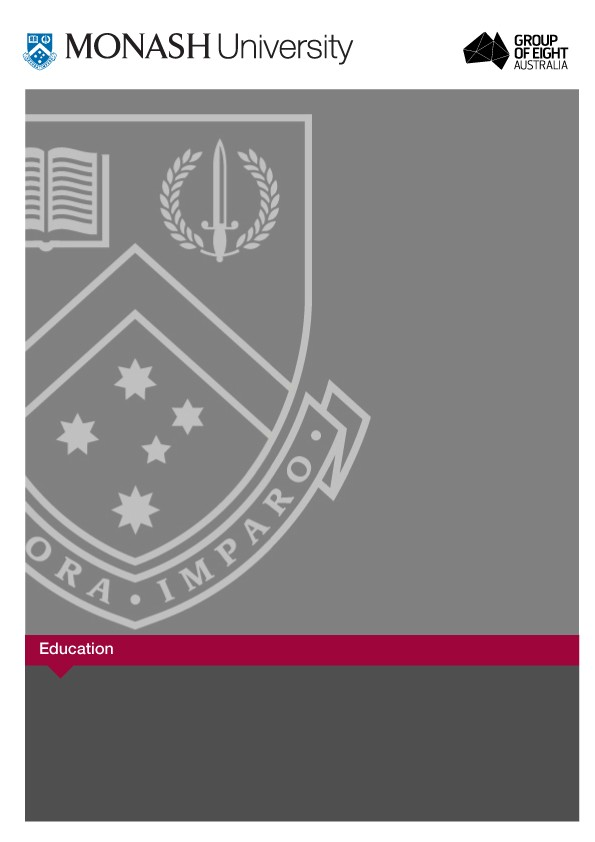 MONASH University
GROUP
OF EIGHT
AUSTRALIA
ORA • IMPARO •
Education